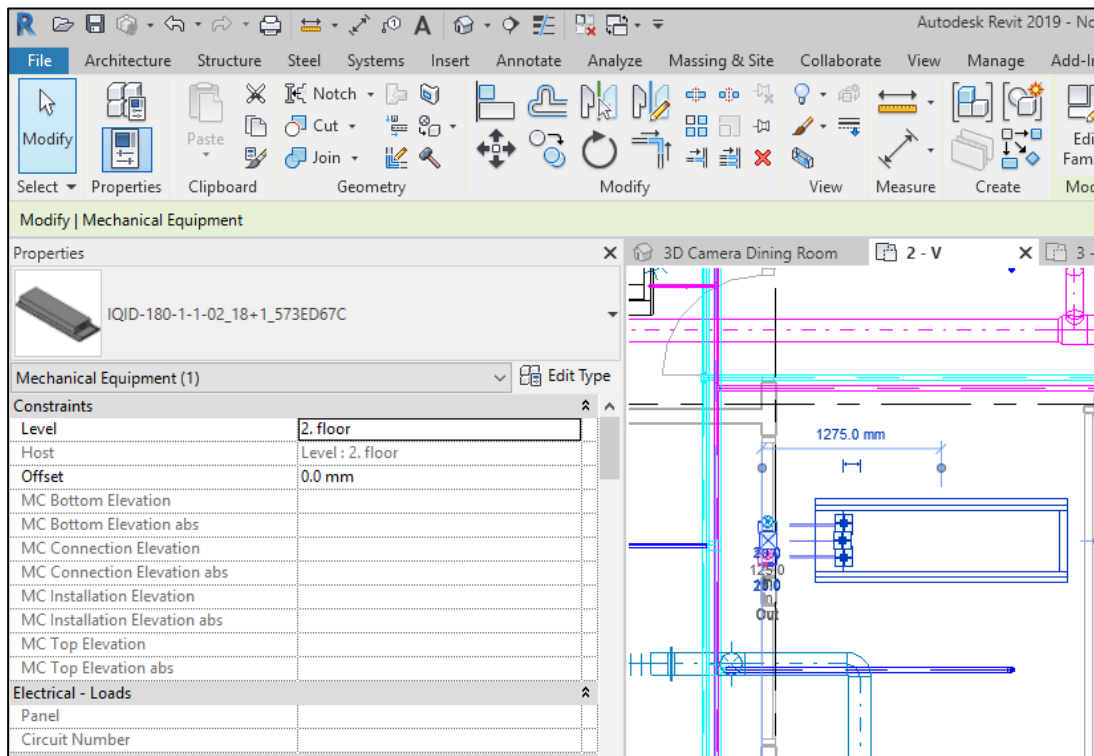 Autodesk Revit 2019 - No
File Architecture Structure Steel Systems Insert Annotate Analyze Massing & Site Collaborate View Manage Add-In
Modify Paste Notch Cut Join Edi
Fam
Select Properties Clipboard Geometry Modify View Measure Create Mod
Modify | Mechanical Equipment
Properties
3D Camera Dining Room 2 - V 3 -
IQID-180-1-1-02_18+1_573ED67C
Mechanical Equipment (1) Edit Type
Constraints
Level 2. floor
Host Level : 2. floor
Offset 0.0 mm
MC Bottom Elevation
MC Bottom Elevation abs
MC Connection Elevation
MC Connection Elevation abs
MC Installation Elevation
MC Installation Elevation abs
MC Top Elevation
MC Top Elevation abs
Electrical - Loads
Panel
Circuit Number
1275.0 mm
125.0
In
Out